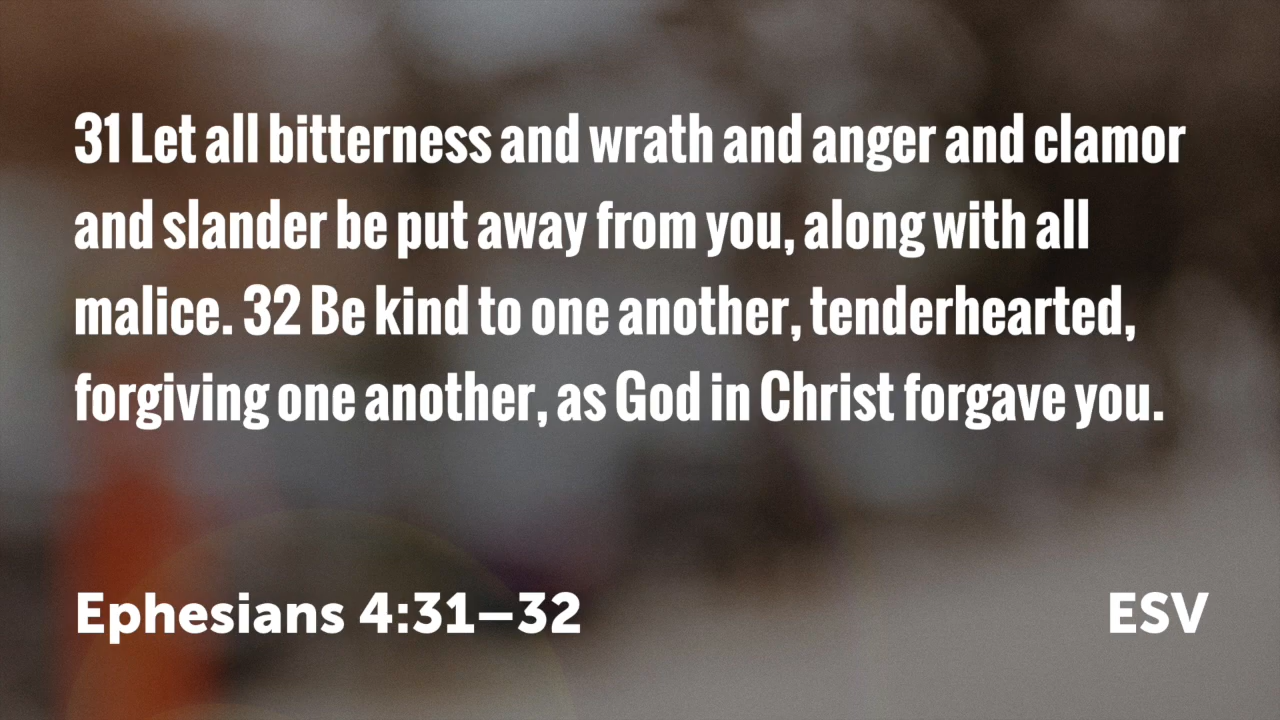 31 Let all bitterness and wrath and anger and clamor
and slander be put away from you, along with all
malice. 32 Be kind to one another, tenderhearted,
forgiving one another, as God in Christ forgave you.
Ephesians 4:31–32
ESV